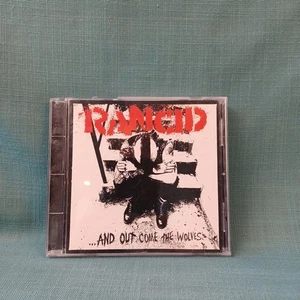 RANCID
...AND OUT COME THE WOLVES